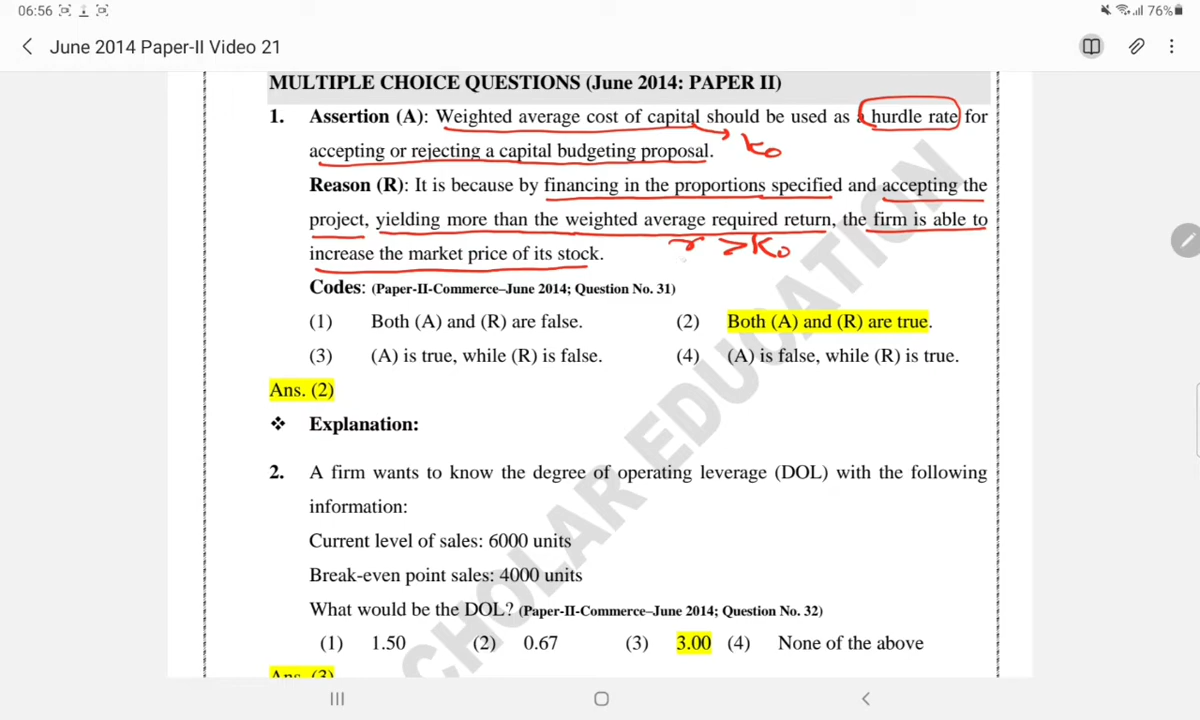 06:56
76%
June 2014 Paper-II Video 21
MULTIPLE CHOICE QUESTIONS (June 2014: PAPER II)
1. Assertion (A): Weighted average cost of capital should be used as a hurdle rate for
accepting or rejecting a capital budgeting proposal. ko
Reason (R): It is because by financing in the proportions specified and accepting the
project, yielding more than the weighted average required return, the firm is able to
increase the market price of its stock. r > ko
Codes: (Paper-II-Commerce–June 2014; Question No. 31)
(1) Both (A) and (R) are false. (2) Both (A) and (R) are true.
(3) (A) is true, while (R) is false. (4) (A) is false, while (R) is true.
Ans. (2)
❖ Explanation:
2. A firm wants to know the degree of operating leverage (DOL) with the following
information:
Current level of sales: 6000 units
Break-even point sales: 4000 units
What would be the DOL? (Paper-II-Commerce–June 2014; Question No. 32)
(1) 1.50 (2) 0.67 (3) 3.00 (4) None of the above
Ans. (3)
CHOLAR EDUCATION